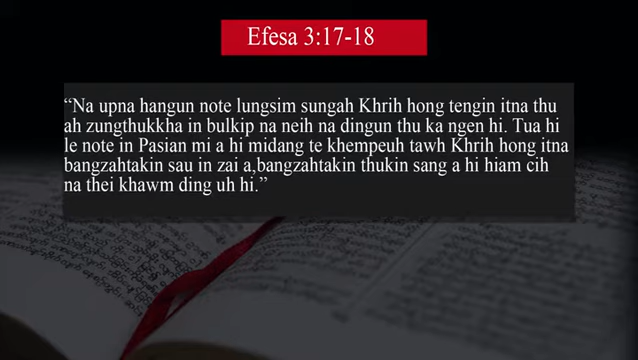 Efesa 3:17-18
“Na upna hangun note lungsim sungah Khrih hong tengin itna thu
ah zungthukkha in bulkip na neih na dingun thu ka ngen hi. Tua hi
le note in Pasian mi a hi midang te khempeuh tawh Khrih hong itna
bangzahtakin sau in zai a,bangzahtakin thukin sang a hi hiam cih
na thei khawm ding uh hi.”